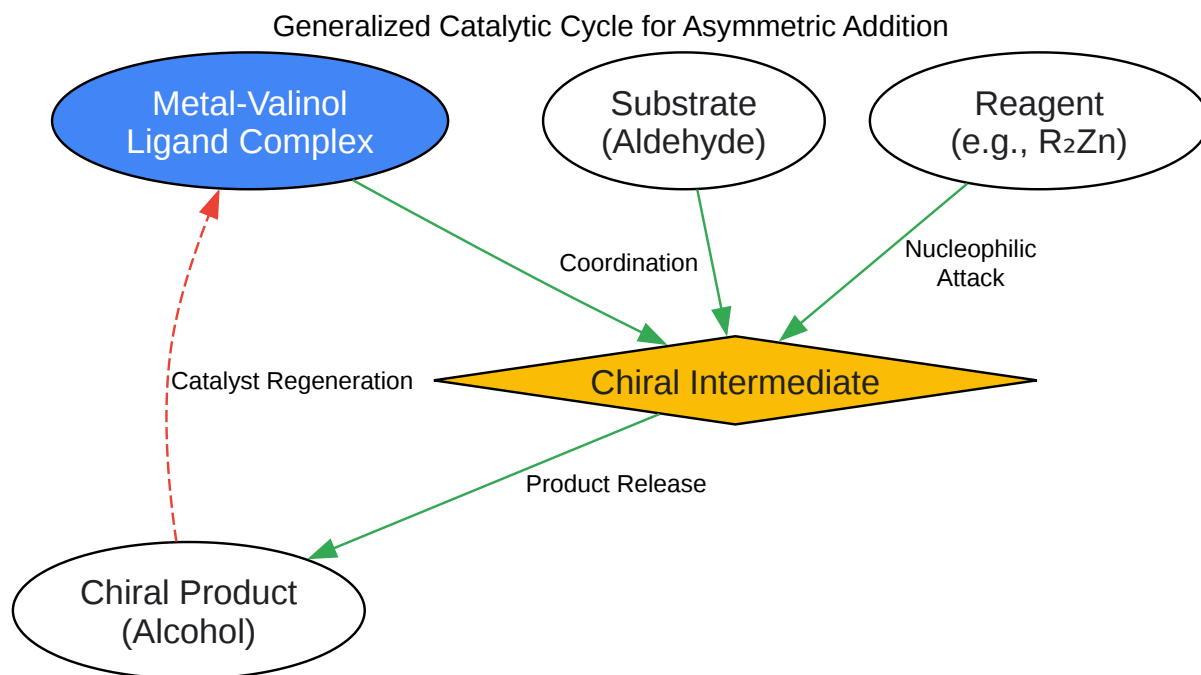 Generalized Catalytic Cycle for Asymmetric Addition
Metal-Valinol
Ligand Complex
Substrate
(Aldehyde)
Reagent
(e.g., R₂Zn)
Coordination
Nucleophilic
Attack
Catalyst Regeneration
Chiral Intermediate
Product Release
Chiral Product
(Alcohol)